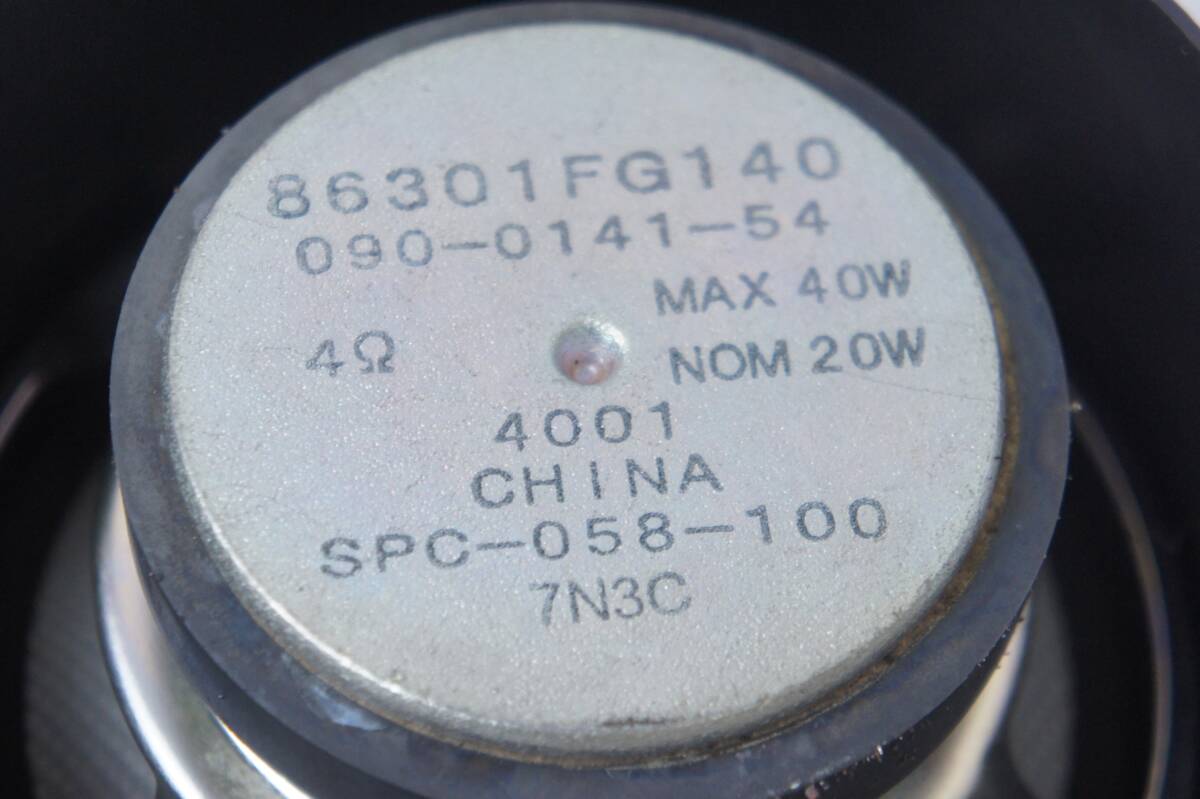 86301FG140
090-0141-54
MAX 40W
4Ω
NOM 20W
4001
CHINA
SPC-058-100
7N3C